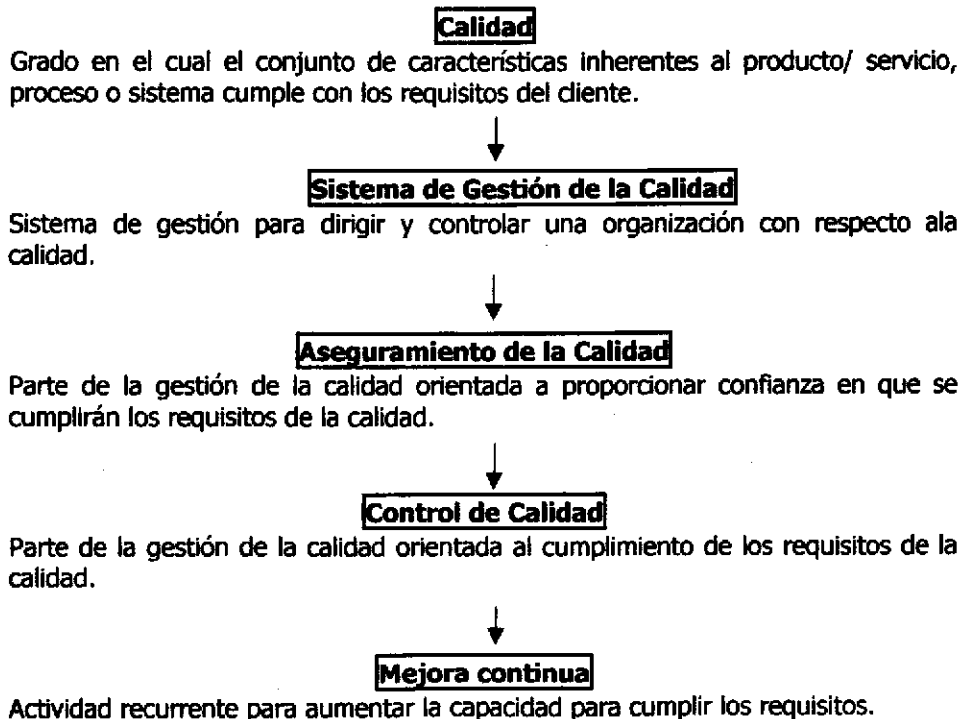 Calidad
Grado en el cual el conjunto de características inherentes al producto/ servicio,
proceso o sistema cumple con los requisitos del cliente.
Sistema de Gestión de la Calidad
Sistema de gestión para dirigir y controlar una organización con respecto ala
calidad.
Aseguramiento de la Calidad
Parte de la gestión de la calidad orientada a proporcionar confianza en que se
cumplirán los requisitos de la calidad.
Control de Calidad
Parte de la gestión de la calidad orientada al cumplimiento de los requisitos de la
calidad.
Mejora continua
Actividad recurrente para aumentar la capacidad para cumplir los requisitos.